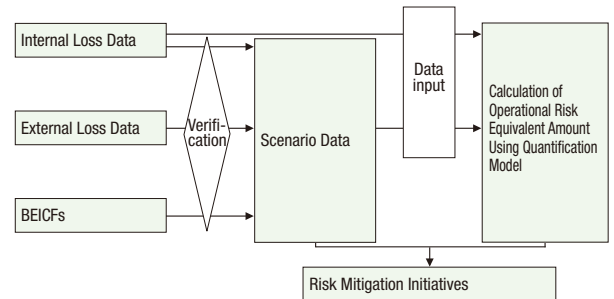 Internal Loss Data
External Loss Data
BEICFs
Verifi-
cation
Scenario Data
Data
input
Calculation of
Operational Risk
Equivalent Amount
Using Quantification
Model
Risk Mitigation Initiatives